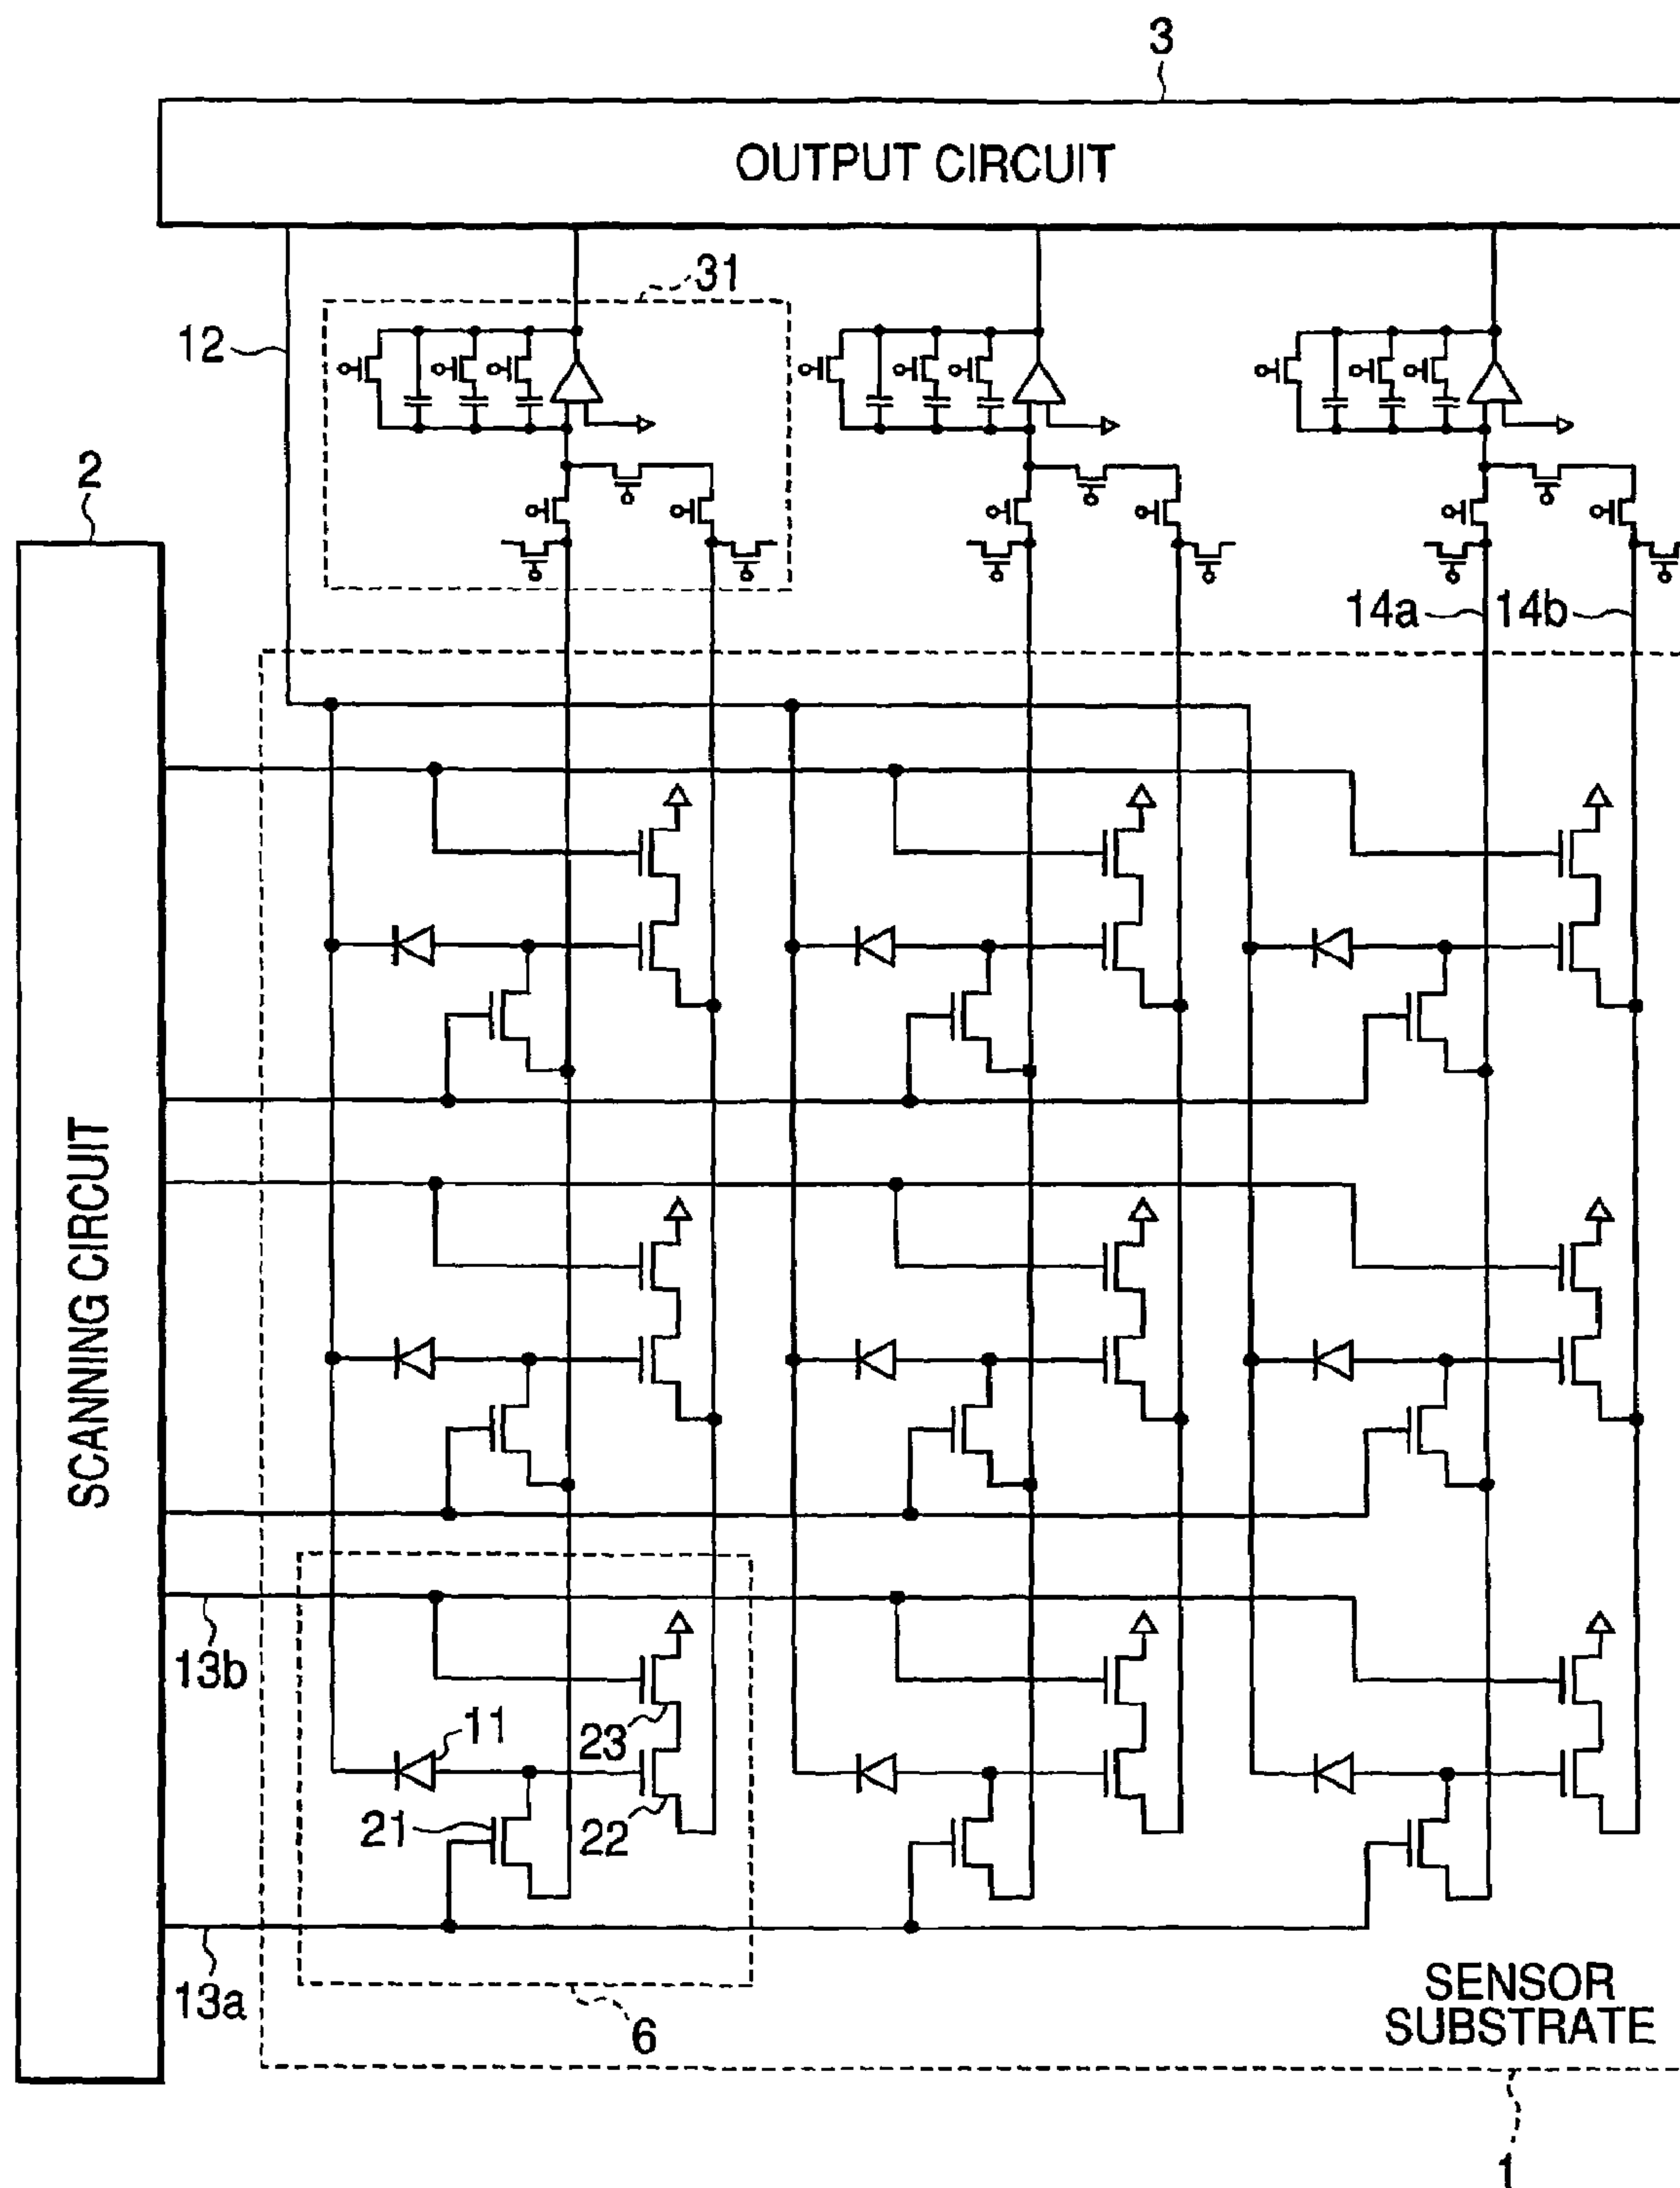 3
OUTPUT CIRCUIT
31
12
2
14a
14b
SCANNING CIRCUIT
13b
11
23
21
22
13a
6
SENSOR
SUBSTRATE
1